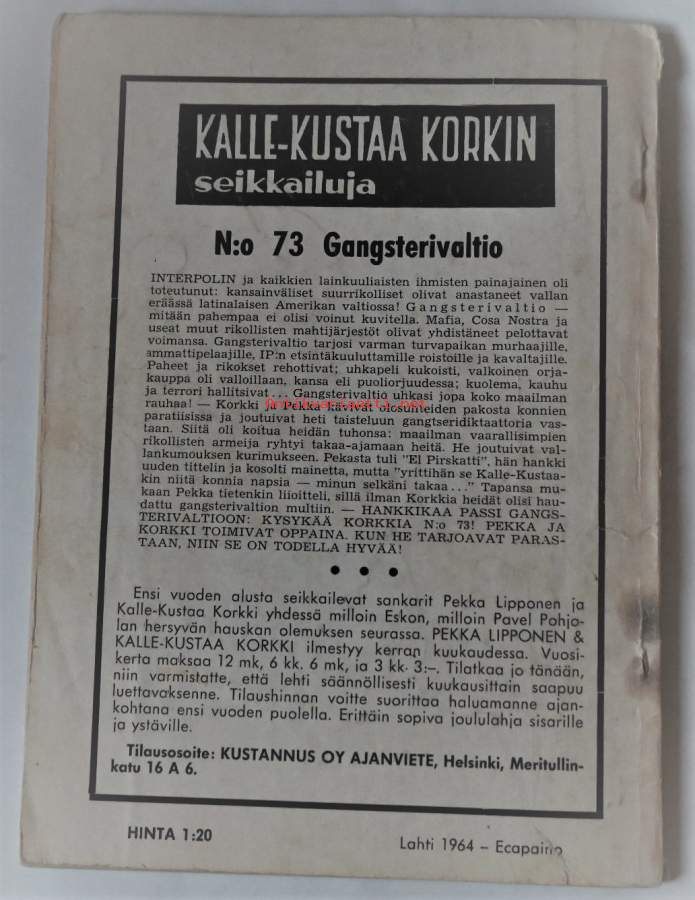 KALLE-KUSTAA KORKIN
seikkailuja
N:o 73 Gangsterivaltio
INTERPOLIN ja kaikkien lainkuuliaisten ihmisten painajainen oli
toteutunut: kansainväliset suurrikolliset olivat anastaneet vallan
eräässä latinalaisen Amerikan valtiossa! Gangsterivaltio —
mitään pahempaa ei olisi voinut kuvitella. Mafia, Cosa Nostra ja
useat muut rikollisten mahtijärjestöt olivat yhdistäneet pelottavat
voimansa. Gangsterivaltio tarjosi varman turvapaikan murhaajille,
ammattipelaajille, IP:n etsintäkuuluttamille roistoille ja kavaltajille.
Paheet ja rikokset rehottivat; uhkapeli kukoisti, valkoinen orja-
kauppa oli valloillaan, kansa eli puoliorjuudessa; kuolema, kauhu
ja terrori hallitsivat... Gangsterivaltio uhkasi jopa koko maailman
rauhaa! — Korkki ja Pekka kävivät olosuhteiden pakosta konnien
paratiisissa ja joutuivat heti taisteluun gangtseridiktaattoria vas-
taan. Siitä oli koitua heidän tuhonsa: maailman vaarallisimpien
rikollisten armeija ryhtyi takaa-ajamaan heitä. He joutuivat val-
lankumouksen kurimukseen. Pekasta tuli "El Pirskatti", hän hankki
uuden tittelin ja kosolti mainetta, mutta "yrittihän se Kalle-Kustaa-
kin niitä konnia napsia — minun selkäni takaa..." Tapansa mu-
kaan Pekka tietenkin liioitteli, sillä ilman Korkkia heidät olisi hau-
dattu gangsterivaltion multiin. — HANKKIKAA PASSI GANGS-
TERIVALTIOON: KYSYKÄÄ KORKKIA N:o 73! PEKKA JA
KORKKI TOIMIVAT OPPAINA. KUN HE TARJOAVAT PARAS-
TAAN, NIIN SE ON TODELLA HYVÄÄ!
● ● ●
Ensi vuoden alusta seikkailevat sankarit Pekka Lipponen ja
Kalle-Kustaa Korkki yhdessä milloin Eskon, milloin Pavel Pohjo-
lan hersyvän hauskan olemuksen seurassa. PEKKA LIPPONEN &
KALLE-KUSTAA KORKKI ilmestyy kerran kuukaudessa. Vuosi-
kerta maksaa 12 mk, 6 kk. 6 mk, ja 3 kk. 3:–. Tilatkaa jo tänään,
niin varmistatte, että lehti säännöllisesti kuukausittain saapuu
luettavaksenne. Tilaushinnan voitte suorittaa haluamanne ajan-
kohtana ensi vuoden puolella. Erittäin sopiva joululahja sisarille
ja ystäville.
Tilausosoite: KUSTANNUS OY AJANVIETE, Helsinki, Meritullin-
katu 16 A 6.
HINTA 1:20
Lahti 1964 – Ecapaino